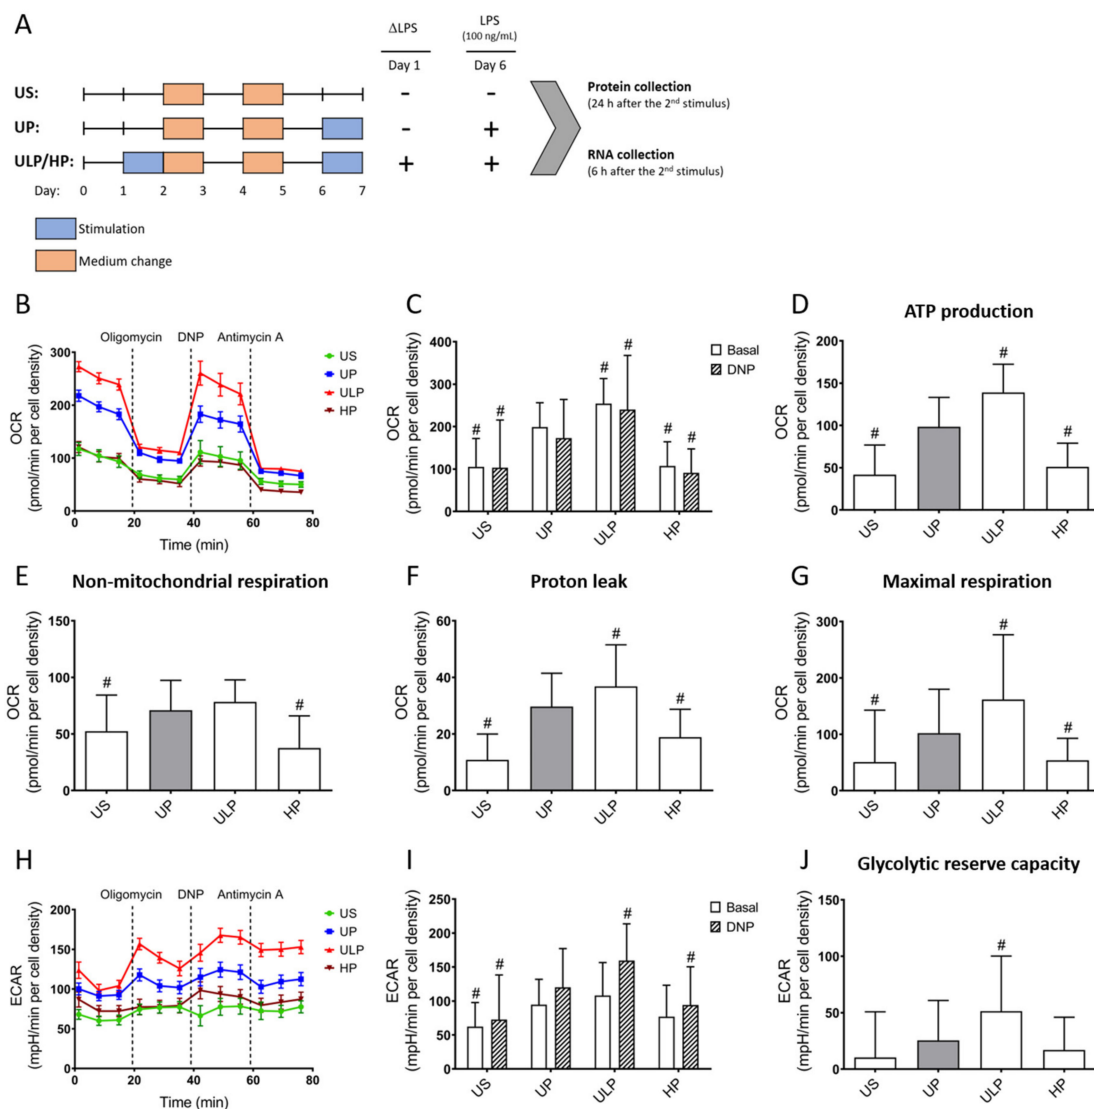 A
ΔLPS
LPS
(100 ng/mL)
Day 1
Day 6
US:
-
-
UP:
-
+
ULP/HP:
+
+
Day:
0
1
2
3
4
5
6
7
Protein collection
(24 h after the 2nd stimulus)
RNA collection
(6 h after the 2nd stimulus)
Stimulation
Medium change
B
Oligomycin
DNP
Antimycin A
300
200
100
0
OCR
(pmol/min per cell density)
0
20
40
60
80
Time (min)
US
UP
ULP
HP
C
400
300
200
100
0
OCR
(pmol/min per cell density)
# # # # # #
US
UP
ULP
HP
Basal
DNP
D
ATP production
200
150
100
50
0
OCR
(pmol/min per cell density)
# # #
US
UP
ULP
HP
E
Non-mitochondrial respiration
150
100
50
0
OCR
(pmol/min per cell density)
# #
US
UP
ULP
HP
F
Proton leak
60
40
20
0
OCR
(pmol/min per cell density)
# # #
US
UP
ULP
HP
G
Maximal respiration
300
200
100
0
OCR
(pmol/min per cell density)
# # #
US
UP
ULP
HP
H
Oligomycin
DNP
Antimycin A
200
150
100
50
0
ECAR
(mpH/min per cell density)
0
20
40
60
80
Time (min)
US
UP
ULP
HP
I
250
200
150
100
50
0
ECAR
(mpH/min per cell density)
# # # #
US
UP
ULP
HP
Basal
DNP
J
Glycolytic reserve capacity
150
100
50
0
ECAR
(mpH/min per cell density)
#
US
UP
ULP
HP